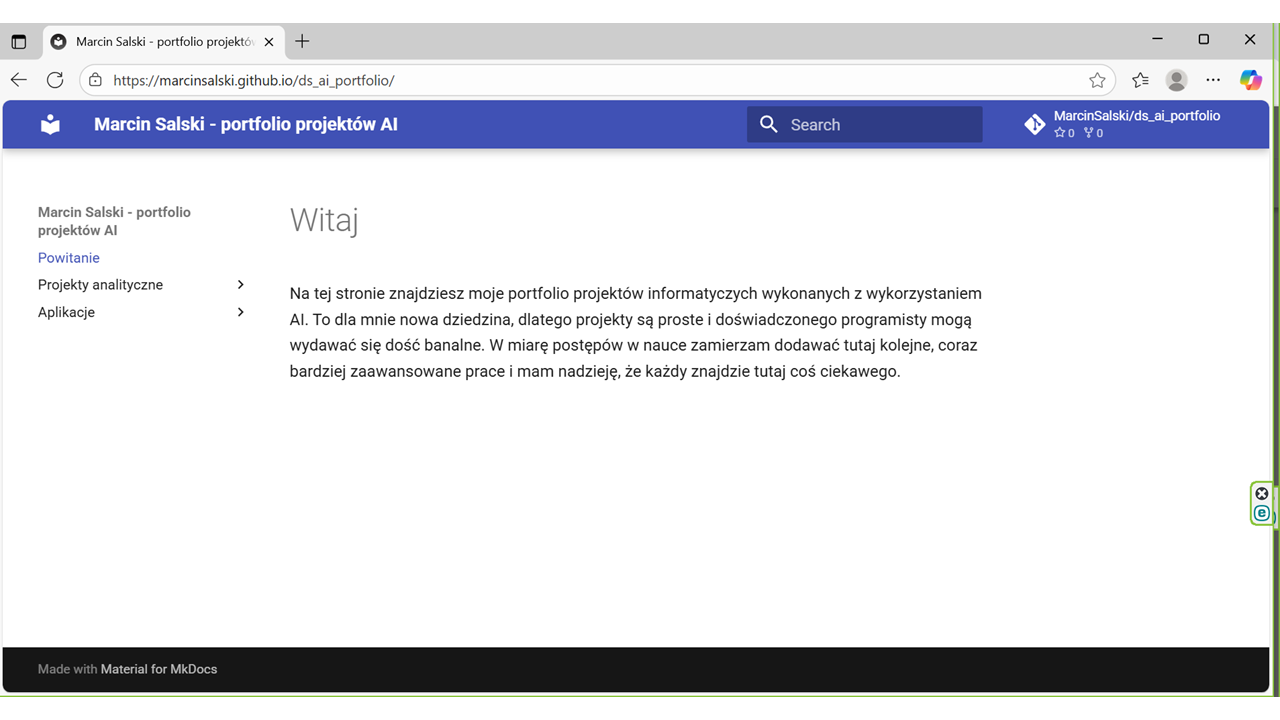 Marcin Salski - portfolio projektów
https://marcinsalski.github.io/ds_ai_portfolio/
Marcin Salski - portfolio projektów AI
Search
MarcinSalski/ds_ai_portfolio
0 0
Marcin Salski - portfolio
projektów AI
Powitanie
Projekty analityczne
Aplikacje
Witaj
Na tej stronie znajdziesz moje portfolio projektów informatyczych wykonanych z wykorzystaniem
AI. To dla mnie nowa dziedzina, dlatego projekty są proste i doświadczonego programisty mogą
wydawać się dość banalne. W miarę postępów w nauce zamierzam dodawać tutaj kolejne, coraz
bardziej zaawansowane prace i mam nadzieję, że każdy znajdzie tutaj coś ciekawego.
e
Made with Material for MkDocs